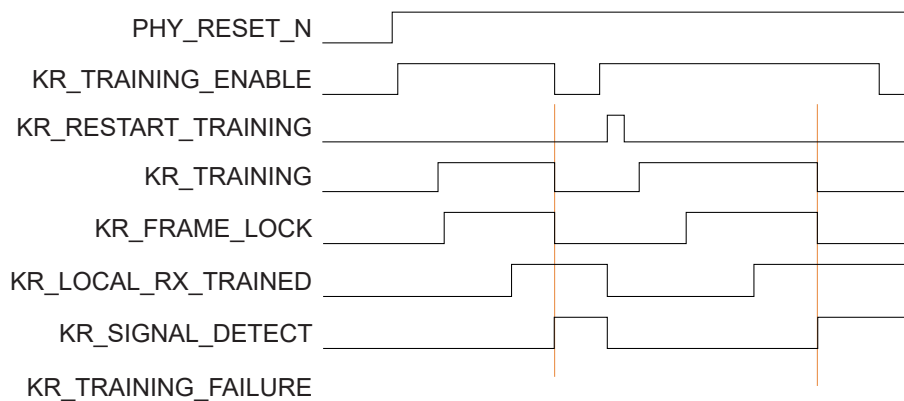 PHY_RESET_N
KR_TRAINING_ENABLE
KR_RESTART_TRAINING
KR_TRAINING
KR_FRAME_LOCK
KR_LOCAL_RX_TRAINED
KR_SIGNAL_DETECT
KR_TRAINING_FAILURE